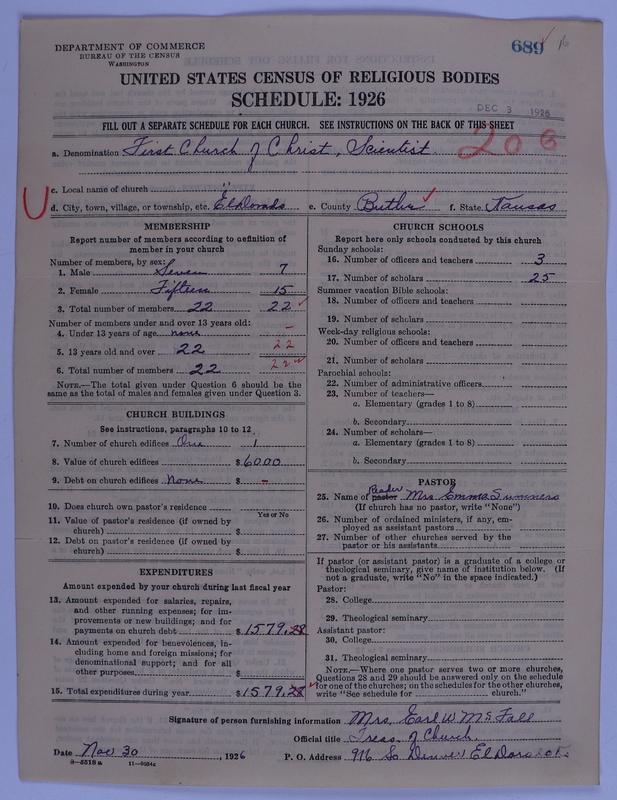 DEPARTMENT OF COMMERCE
BUREAU OF THE CENSUS
WASHINGTON
689
UNITED STATES CENSUS OF RELIGIOUS BODIES
SCHEDULE: 1926
DEC 3 1926
FILL OUT A SEPARATE SCHEDULE FOR EACH CHURCH. SEE INSTRUCTIONS ON THE BACK OF THIS SHEET
206
a. Denomination First Church of Christ, Scientist
c. Local name of church "
d. City, town, village, or township, etc. El Dorado e. County Butler f. State Kansas
MEMBERSHIP
Report number of members according to definition of
member in your church
Number of members, by sex:
1. Male Seven 7
2. Female Fifteen 15
3. Total number of members 22 22
Number of members under and over 13 years old:
4. Under 13 years of age none -
5. 13 years old and over 22 22
6. Total number of members 22 22
NOTE.—The total given under Question 6 should be the
same as the total of males and females given under Question 3.
CHURCH BUILDINGS
See instructions, paragraphs 10 to 12
7. Number of church edifices One 1
8. Value of church edifices $6000
9. Debt on church edifices None $ -
10. Does church own pastor's residence
Yes or No
11. Value of pastor's residence (if owned by
church) $
12. Debt on pastor's residence (if owned by
church) $
EXPENDITURES
Amount expended by church during last fiscal year
13. Amount expended for salaries, repairs,
and other running expenses; for im-
provements or new buildings; and for
payments on church debt $1579.28
14. Amount expended for benevolences, in-
cluding home and foreign missions; for
denominational support; and for all
other purposes $
15. Total expenditures during year $1579.28
CHURCH SCHOOLS
Report here only schools conducted by this church
Sunday schools:
16. Number of officers and teachers 3
17. Number of scholars 25
Summer vacation Bible schools:
18. Number of officers and teachers
19. Number of scholars
Week-day religious schools:
20. Number of officers and teachers
21. Number of scholars
Parochial schools:
22. Number of administrative officers
23. Number of teachers—
a. Elementary (grades 1 to 8)
b. Secondary
24. Number of scholars—
a. Elementary (grades 1 to 8)
b. Secondary
PASTOR
Reader
25. Name of pastor Mrs Emma Summers
(If church has no pastor, write "None")
26. Number of ordained ministers, if any, em-
ployed as assistant pastors
27. Number of other churches served by the
pastor or his assistants
If pastor (or assistant pastor) is a graduate of a college or
theological seminary, give name of institution below. (If
not a graduate, write "No" in the space indicated.)
Pastor:
28. College
29. Theological seminary
Assistant pastor:
30. College
31. Theological seminary
NOTE.—Where one pastor serves two or more churches,
Questions 28 and 29 should be answered only on the schedule
for one of the churches; on the schedules for the other churches,
write "See schedule for church."
Signature of person furnishing information Mrs. Earl W. McFall
Official title Treas. of Church.
Date Nov 30, 1926 P. O. Address 916 So Denver El Dorado K.
8-5518a 11-9054z